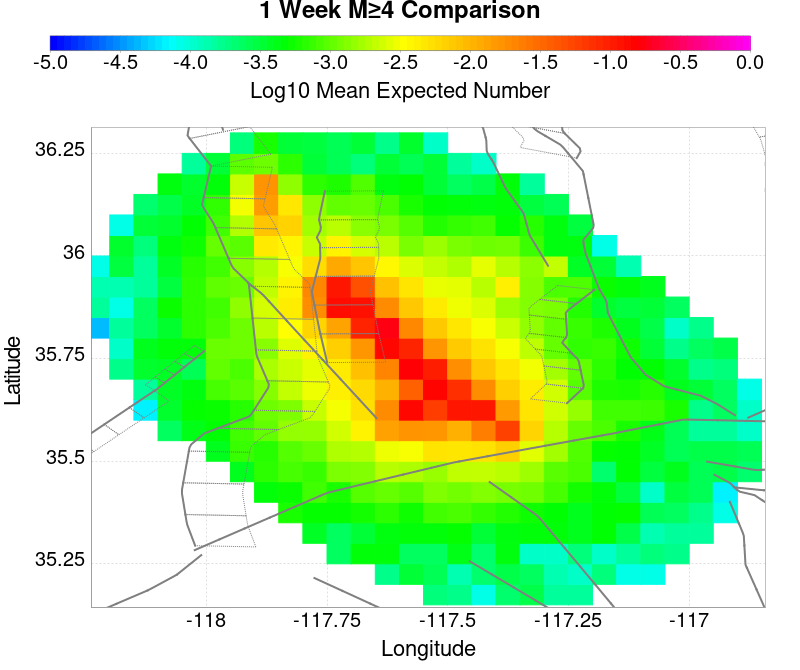 1 Week M≥4 Comparison
-5.0 -4.5 -4.0 -3.5 -3.0 -2.5 -2.0 -1.5 -1.0 -0.5 0.0
Log10 Mean Expected Number
36.25
36
35.75
35.5
35.25
Latitude
-118 -117.75 -117.5 -117.25 -117
Longitude